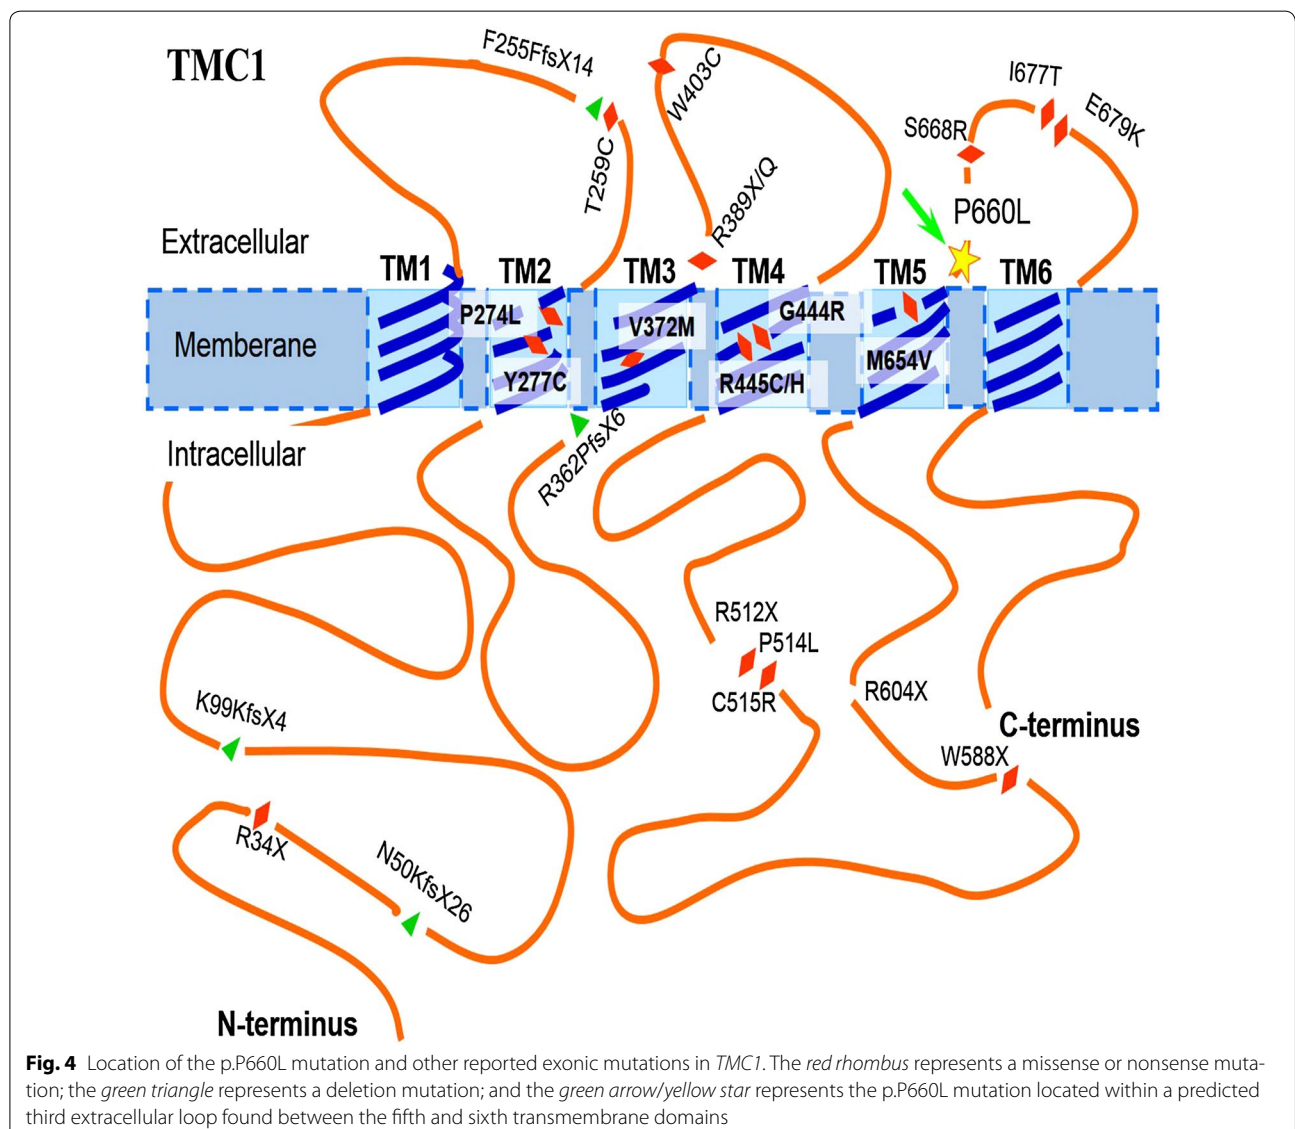 TMC1
F255FfsX14
T259C
W403C
R389X/Q
I677T
E679K
S668R
P660L
Extracellular
TM1
TM2
TM3
TM4
TM5
TM6
P274L
V372M
G444R
Memberane
Y277C
R445C/H
M654V
Intracellular
R362PfsX6
R512X
P514L
C515R
R604X
K99KfsX4
C-terminus
W588X
R34X
N50KfsX26
N-terminus
Fig. 4 Location of the p.P660L mutation and other reported exonic mutations in TMC1. The red rhombus represents a missense or nonsense muta-
tion; the green triangle represents a deletion mutation; and the green arrow/yellow star represents the p.P660L mutation located within a predicted
third extracellular loop found between the fifth and sixth transmembrane domains